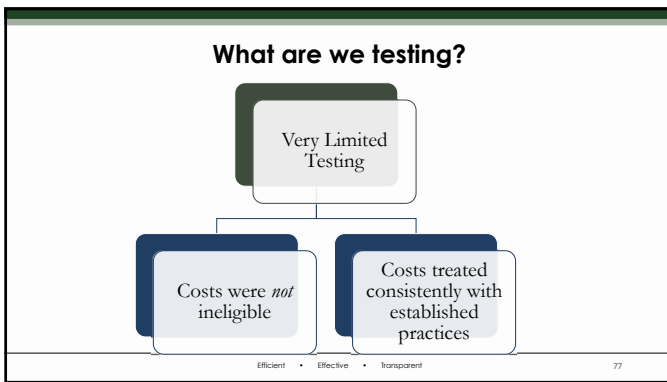 What are we testing?
Very Limited
Testing
Costs were not
ineligible
Costs treated
consistently with
established
practices
Efficient • Effective • Transparent
77